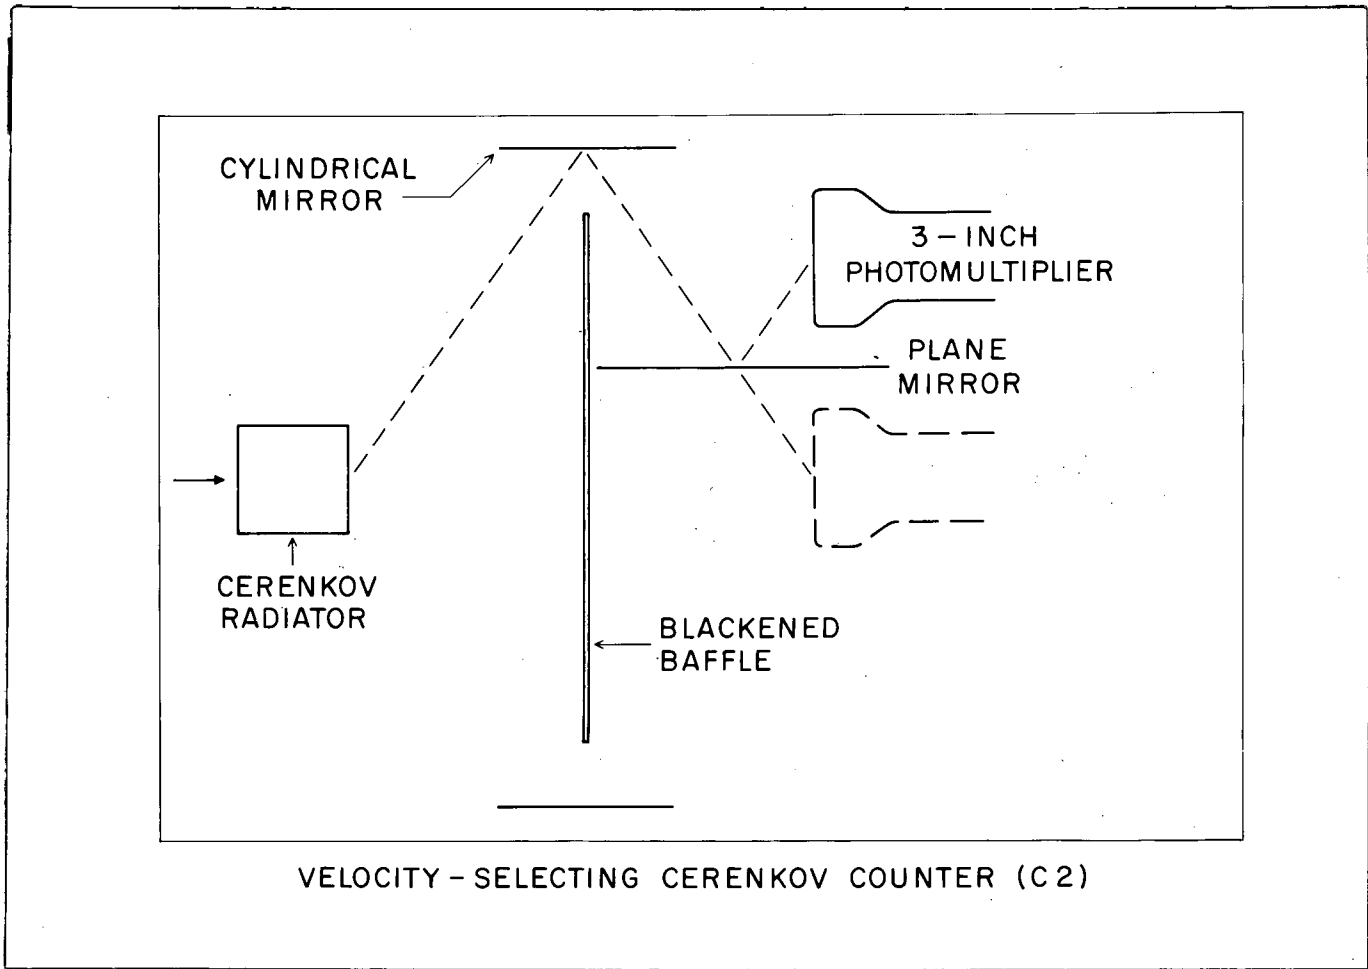 CYLINDRICAL
MIRROR
3-INCH
PHOTOMULTIPLIER
PLANE
MIRROR
CERENKOV
RADIATOR
BLACKENED
BAFFLE
VELOCITY-SELECTING CERENKOV COUNTER (C2)